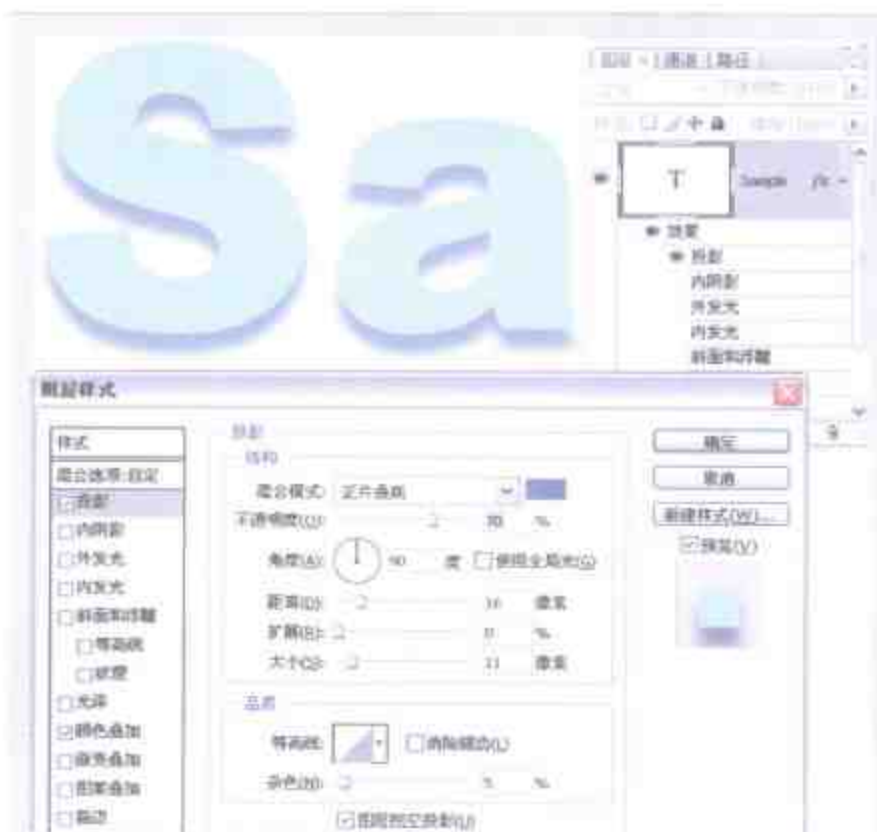 Sa
通道
路径
T
Sample fx
效果
投影
内阴影
外发光
内发光
斜面和浮雕
图层样式
样式
混合选项:自定
投影
内阴影
外发光
内发光
斜面和浮雕
等高线
纹理
光泽
颜色叠加
渐变叠加
图案叠加
描边
投影
结构
混合模式: 正片叠底
不透明度(O): %
角度(A): 90 度 使用全局光(G)
距离(D): 16 像素
扩展(R): 0 %
大小(S): 像素
品质
等高线: 消除锯齿(L)
杂色(N): %
图层挖空投影(U)
确定
取消
新建样式(W)...
预览(V)